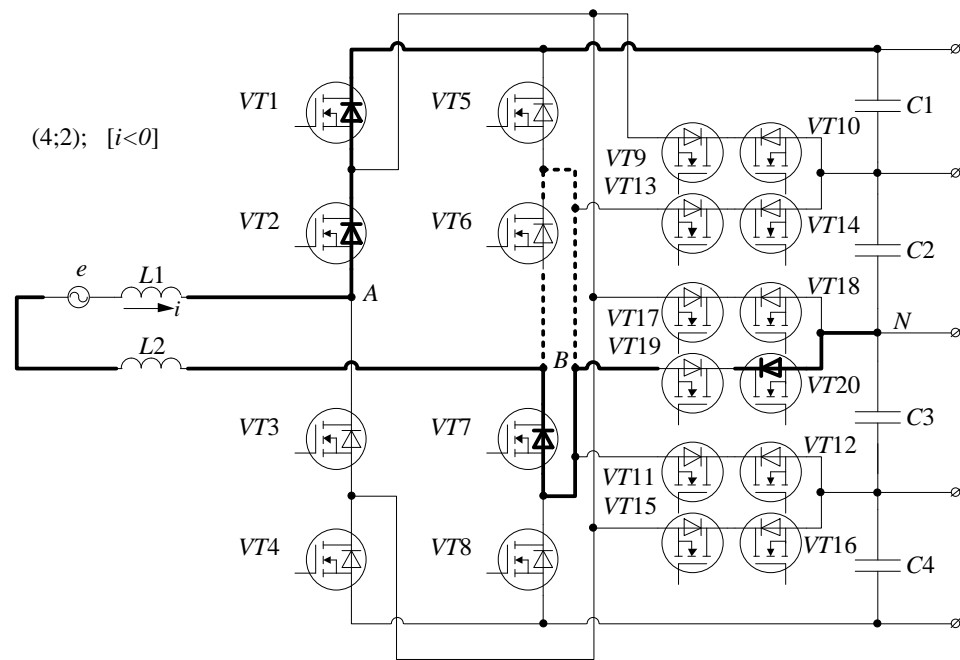 VT1
VT5
C1
(4;2); [i<0]
VT10
VT9
VT13
VT2
VT6
VT14
C2
e
L1
A
i
VT18
N
VT17
VT19
L2
B
VT20
VT3
VT7
C3
VT12
VT11
VT15
VT4
VT8
VT16
C4